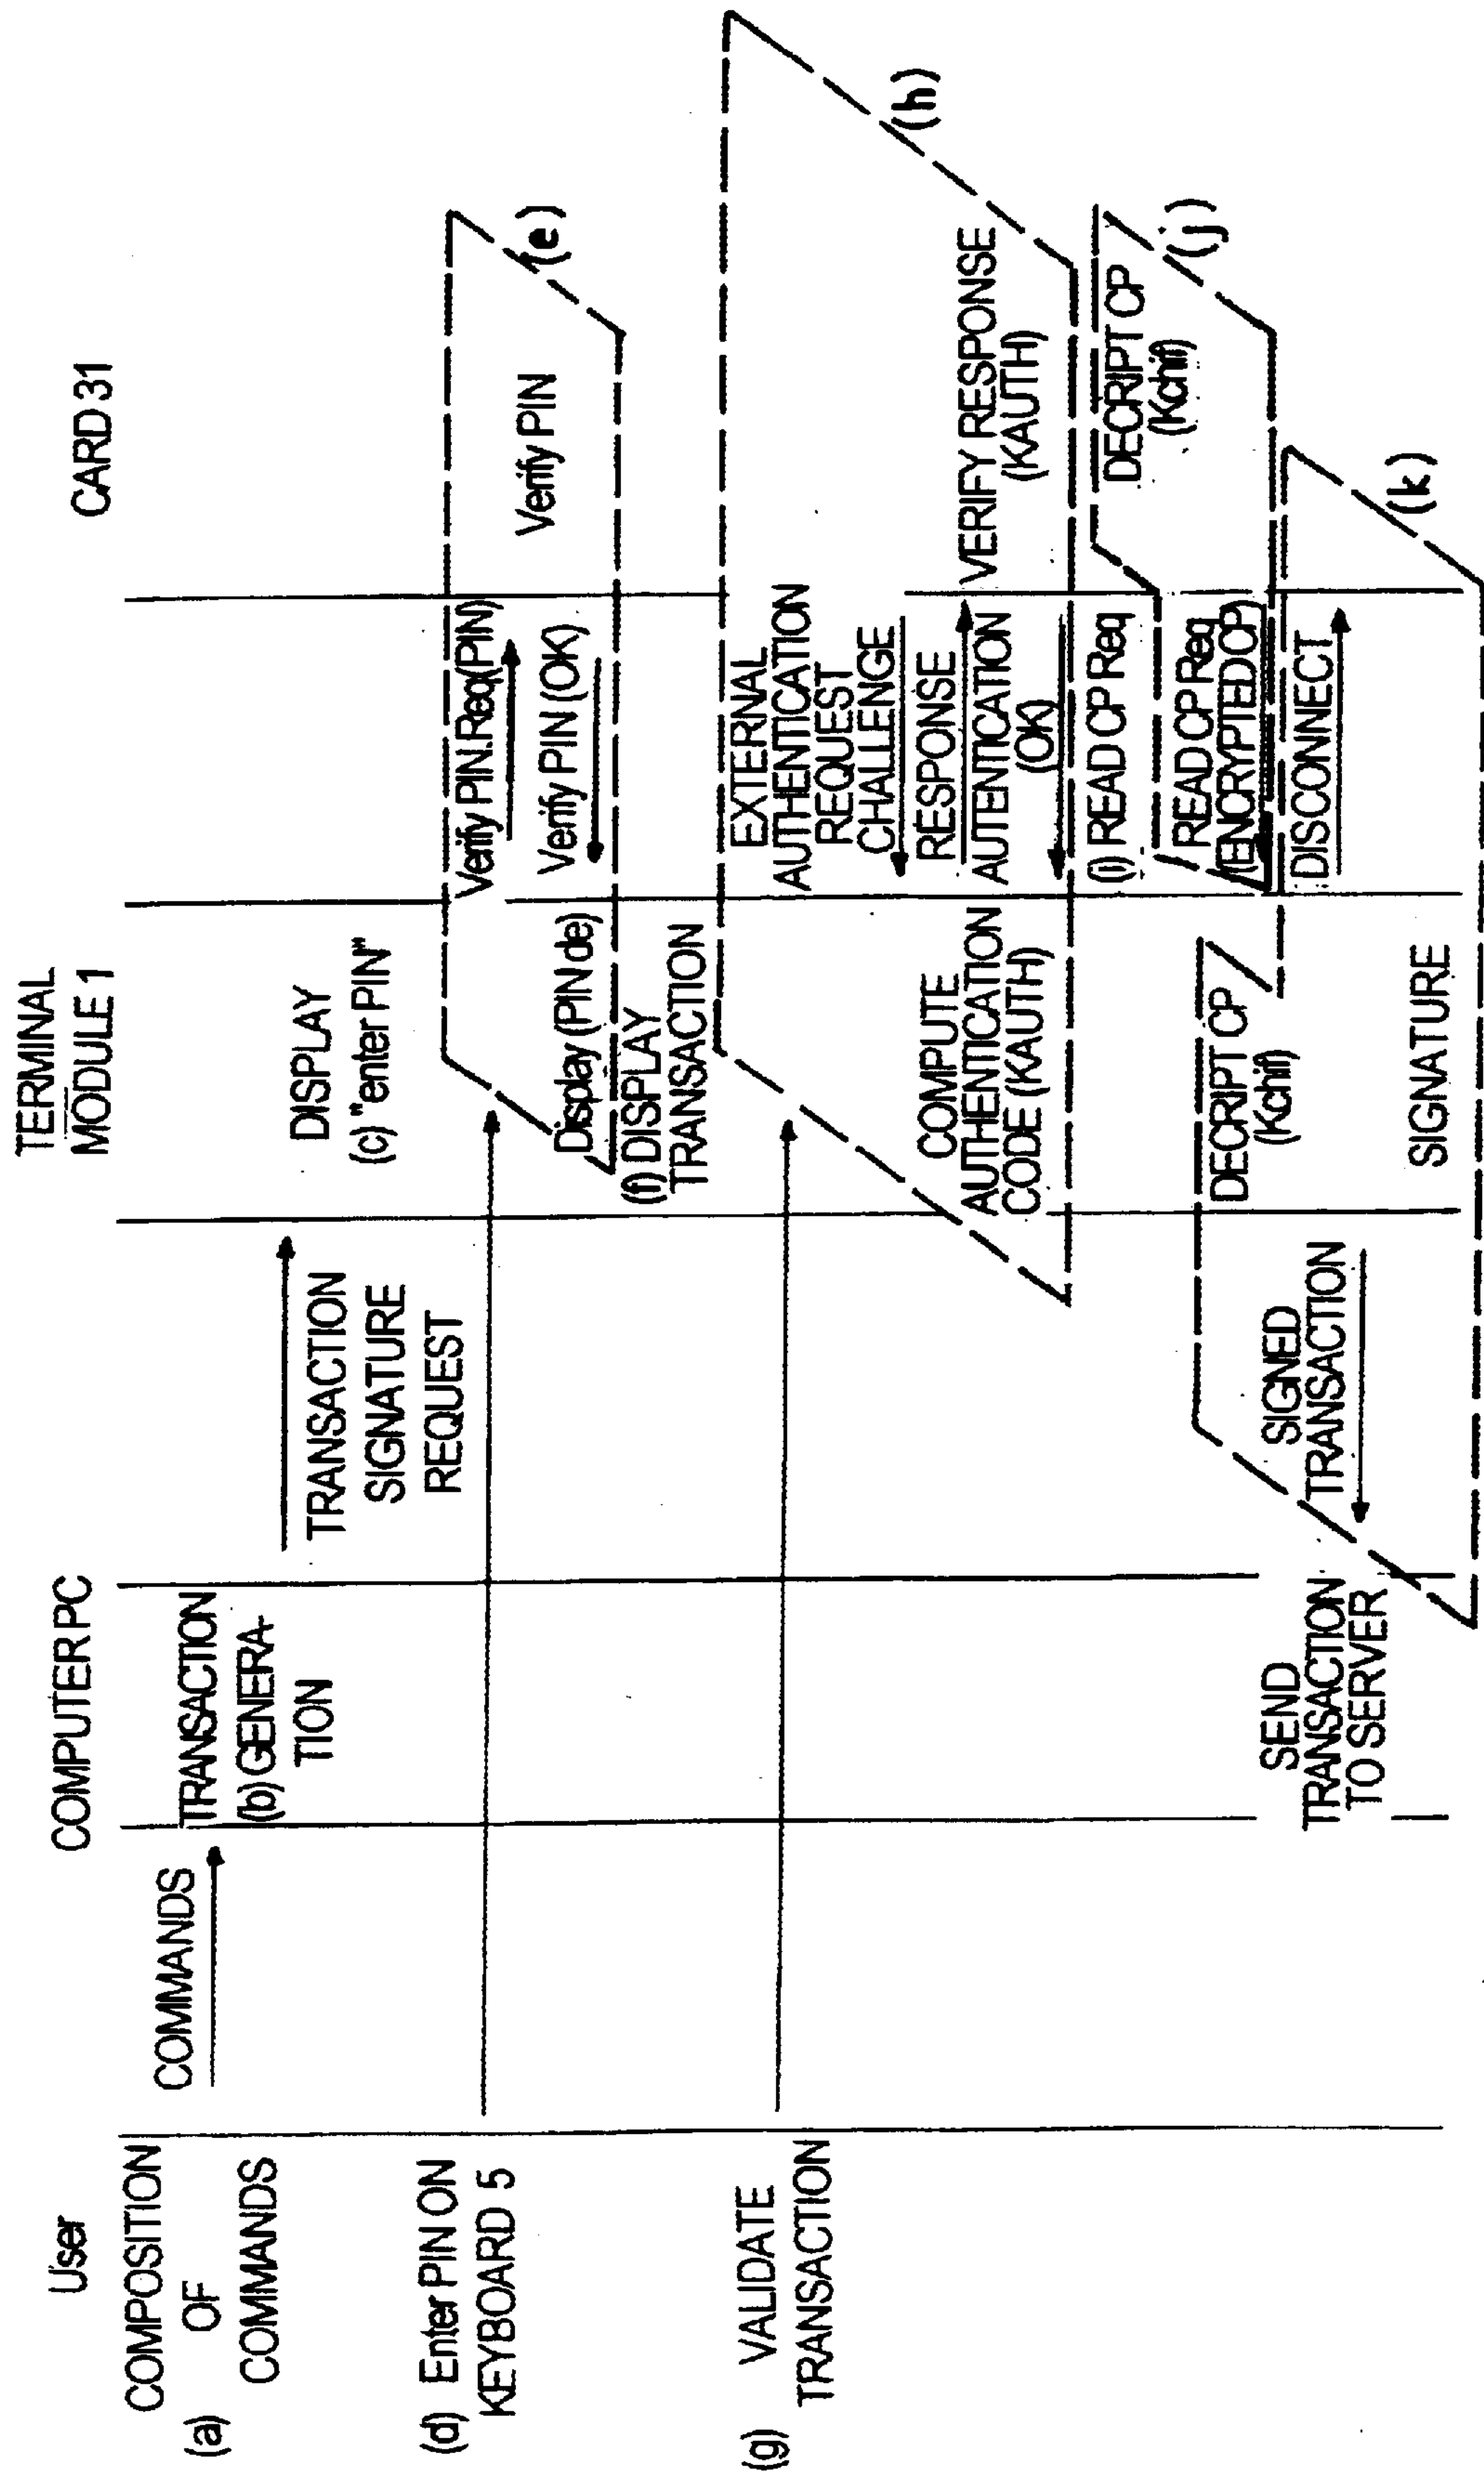 User
COMPUTER PC
TERMINAL
MODULE 1
CARD 31
COMPOSITION
(a) OF
COMMANDS
COMMANDS
TRANSACTION
(b) GENERA-
TION
TRANSACTION
SIGNATURE
REQUEST
DISPLAY
(c) "enter PIN"
(d) Enter PIN ON
KEYBOARD 5
Verify PIN.Req(PIN)
Verify PIN
(e)
Verify PIN (OK)
Display (PIN de)
(f) DISPLAY
TRANSACTION
(g) VALIDATE
TRANSACTION
EXTERNAL
AUTHENTICATION
REQUEST
CHALLENGE
(h)
COMPUTE
AUTHENTICATION
CODE (KAUTH)
RESPONSE
VERIFY RESPONSE
(KAUTH)
AUTENTICATION
(OK)
(i) READ CP Req
DECRIPT CP
(Kchif)
(j)
READ CP Req
(ENCRYPTED CP)
DECRIPT CP
(Kchif)
DISCONNECT
(k)
SIGNATURE
SIGNED
TRANSACTION
SEND
TRANSACTION
TO SERVER